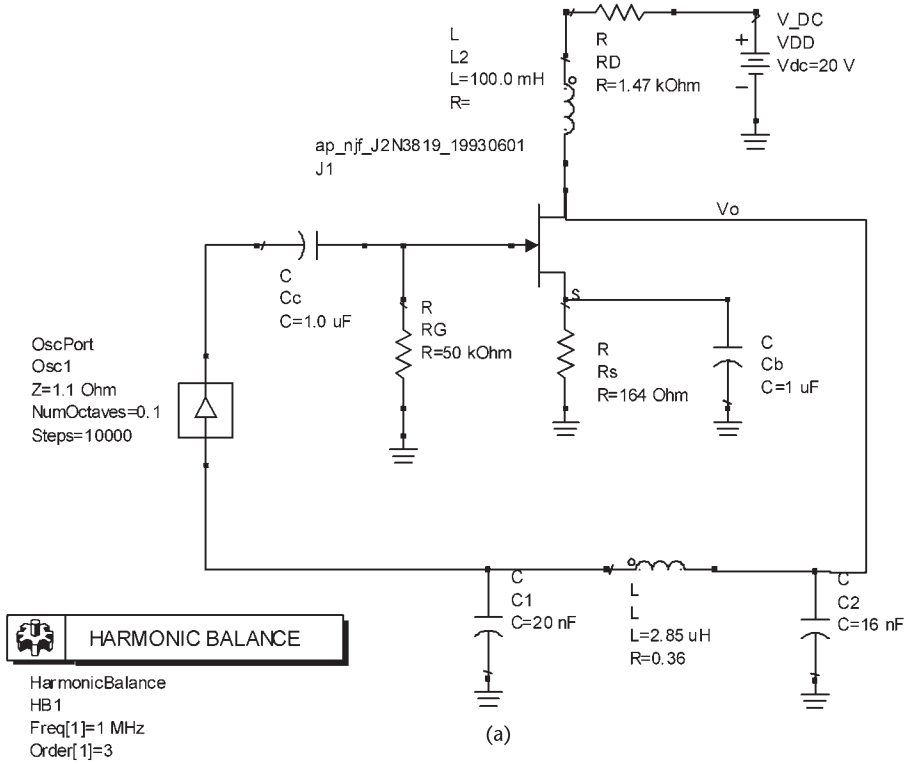 L
L2
L=100.0 mH
R=
R
RD
R=1.47 kOhm
V_DC
VDD
Vdc=20 V
+
−
ap_njf_J2N3819_19930601
J1
Vo
C
Cc
C=1.0 uF
R
RG
R=50 kOhm
S
R
Rs
R=164 Ohm
C
Cb
C=1 uF
OscPort
Osc1
Z=1.1 Ohm
NumOctaves=0.1
Steps=10000
C
C1
C=20 nF
L
L
L=2.85 uH
R=0.36
C
C2
C=16 nF
HARMONIC BALANCE
HarmonicBalance
HB1
Freq[1]=1 MHz
Order[1]=3
(a)